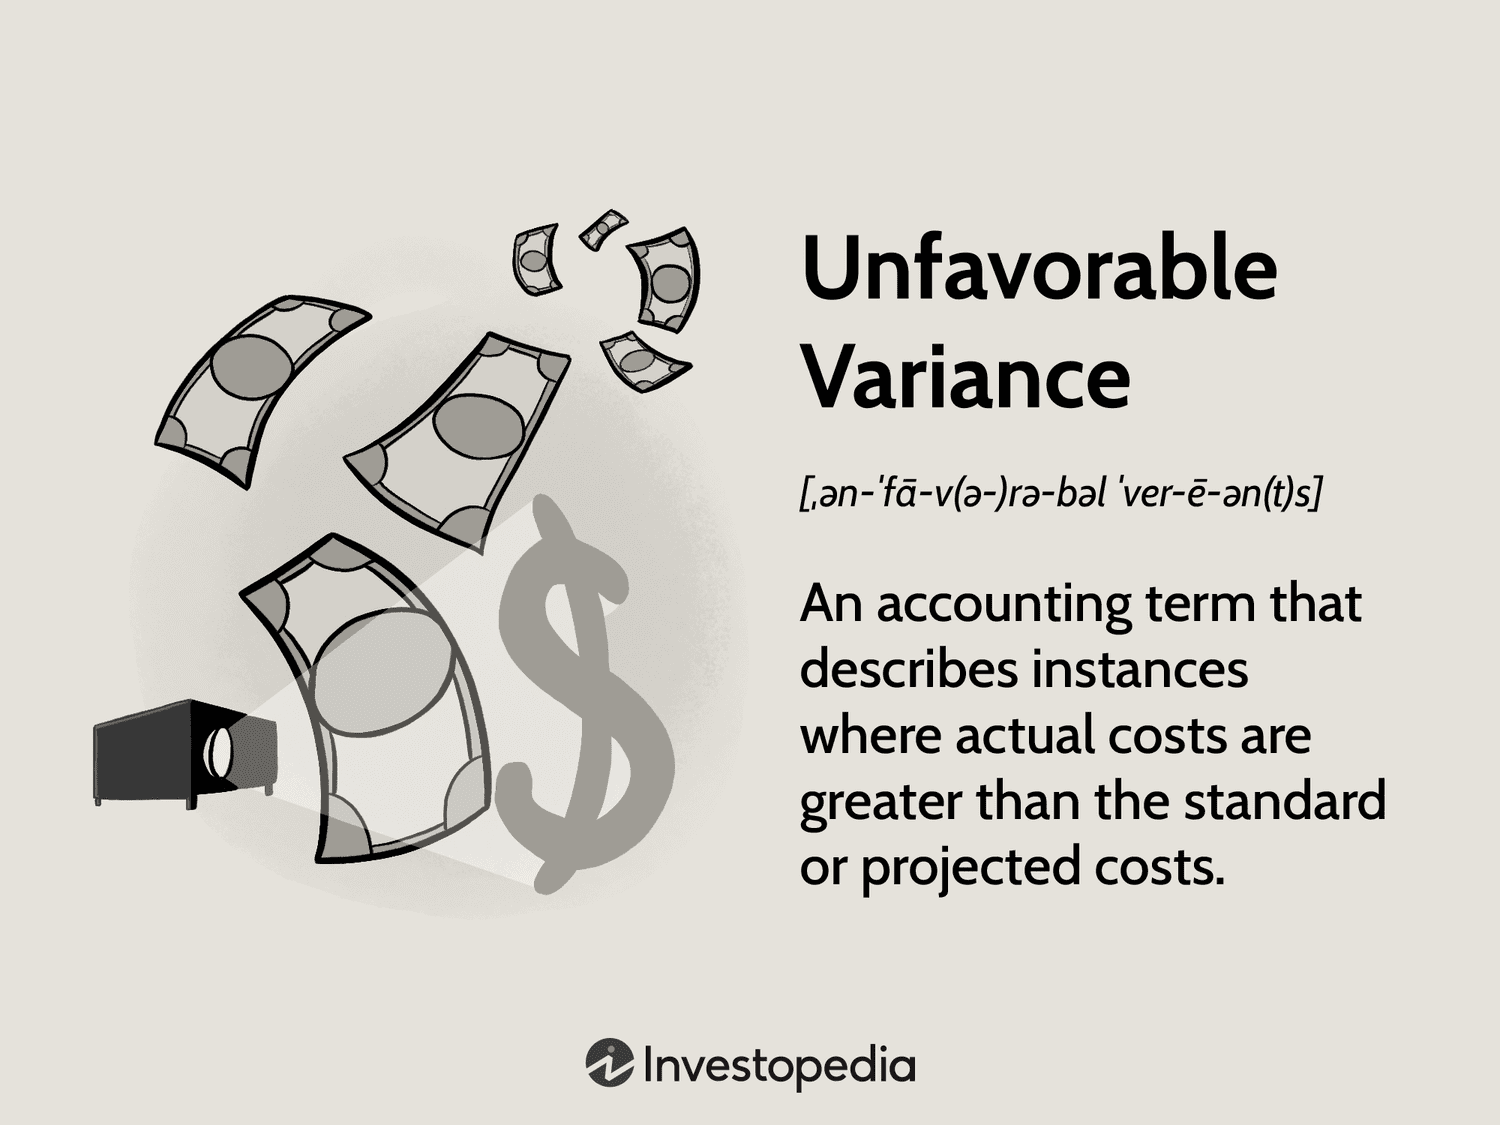 Unfavorable
Variance
[ˌən-ˈfā-v(ə-)rə-bəl ˈver-ē-ən(t)s]
An accounting term that
describes instances
where actual costs are
greater than the standard
or projected costs.
Investopedia